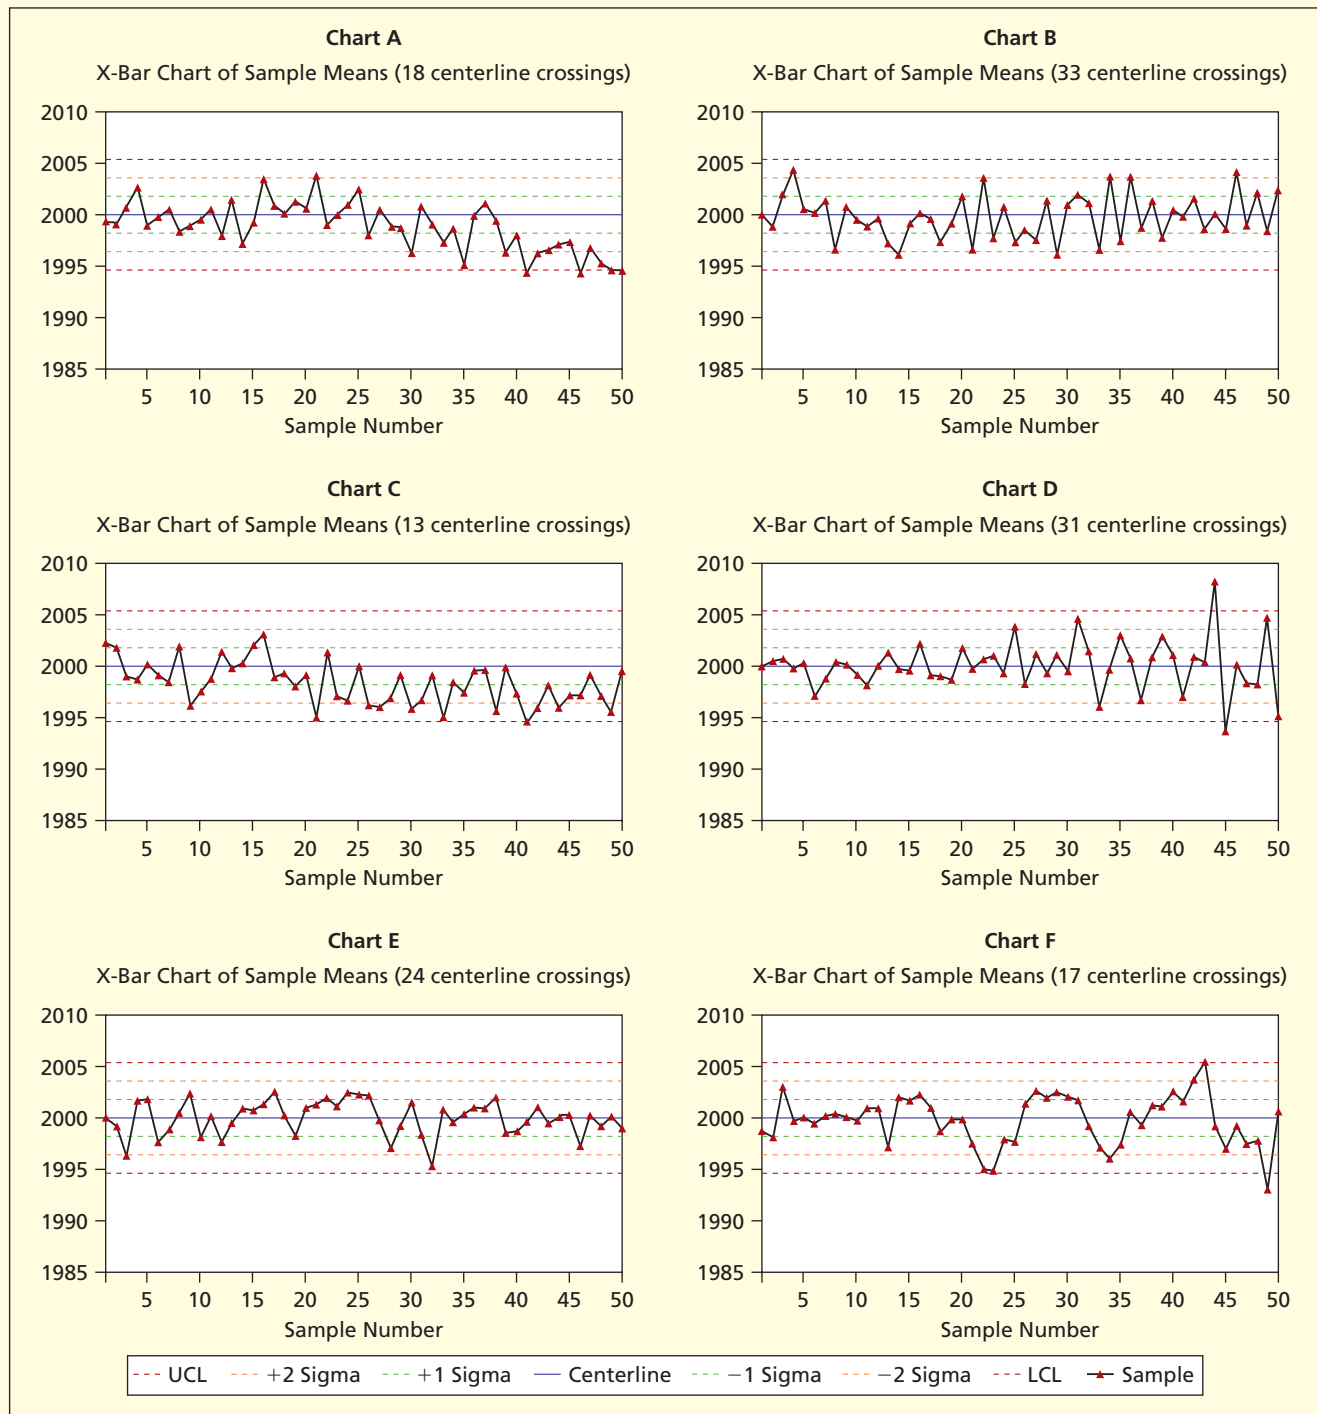 Chart A
X-Bar Chart of Sample Means (18 centerline crossings)
2010
2005
2000
1995
1990
1985
5 10 15 20 25 30 35 40 45 50
Sample Number
Chart B
X-Bar Chart of Sample Means (33 centerline crossings)
2010
2005
2000
1995
1990
1985
5 10 15 20 25 30 35 40 45 50
Sample Number
Chart C
X-Bar Chart of Sample Means (13 centerline crossings)
2010
2005
2000
1995
1990
1985
5 10 15 20 25 30 35 40 45 50
Sample Number
Chart D
X-Bar Chart of Sample Means (31 centerline crossings)
2010
2005
2000
1995
1990
1985
5 10 15 20 25 30 35 40 45 50
Sample Number
Chart E
X-Bar Chart of Sample Means (24 centerline crossings)
2010
2005
2000
1995
1990
1985
5 10 15 20 25 30 35 40 45 50
Sample Number
Chart F
X-Bar Chart of Sample Means (17 centerline crossings)
2010
2005
2000
1995
1990
1985
5 10 15 20 25 30 35 40 45 50
Sample Number
UCL +2 Sigma +1 Sigma Centerline −1 Sigma −2 Sigma LCL Sample